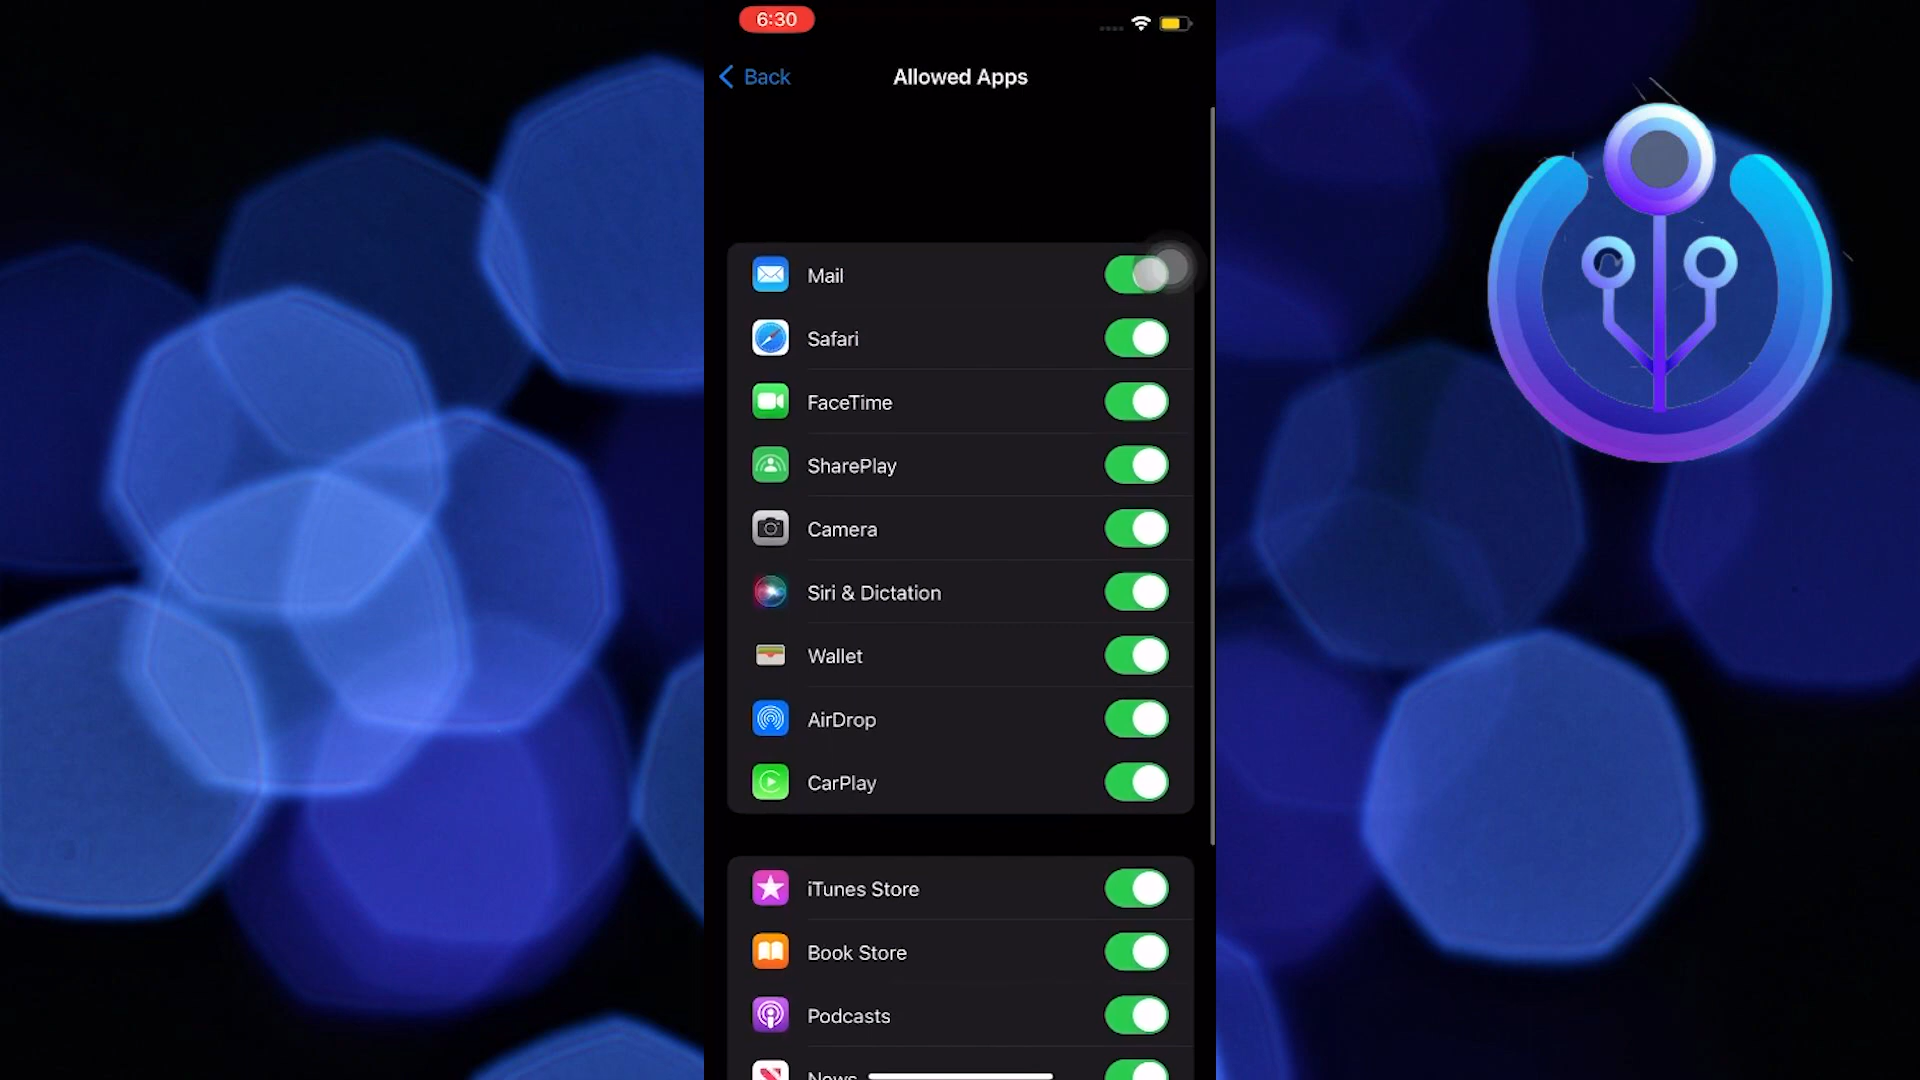 6:30
Back
Allowed Apps
Mail
Safari
FaceTime
SharePlay
Camera
Siri & Dictation
Wallet
AirDrop
CarPlay
iTunes Store
Book Store
Podcasts
News